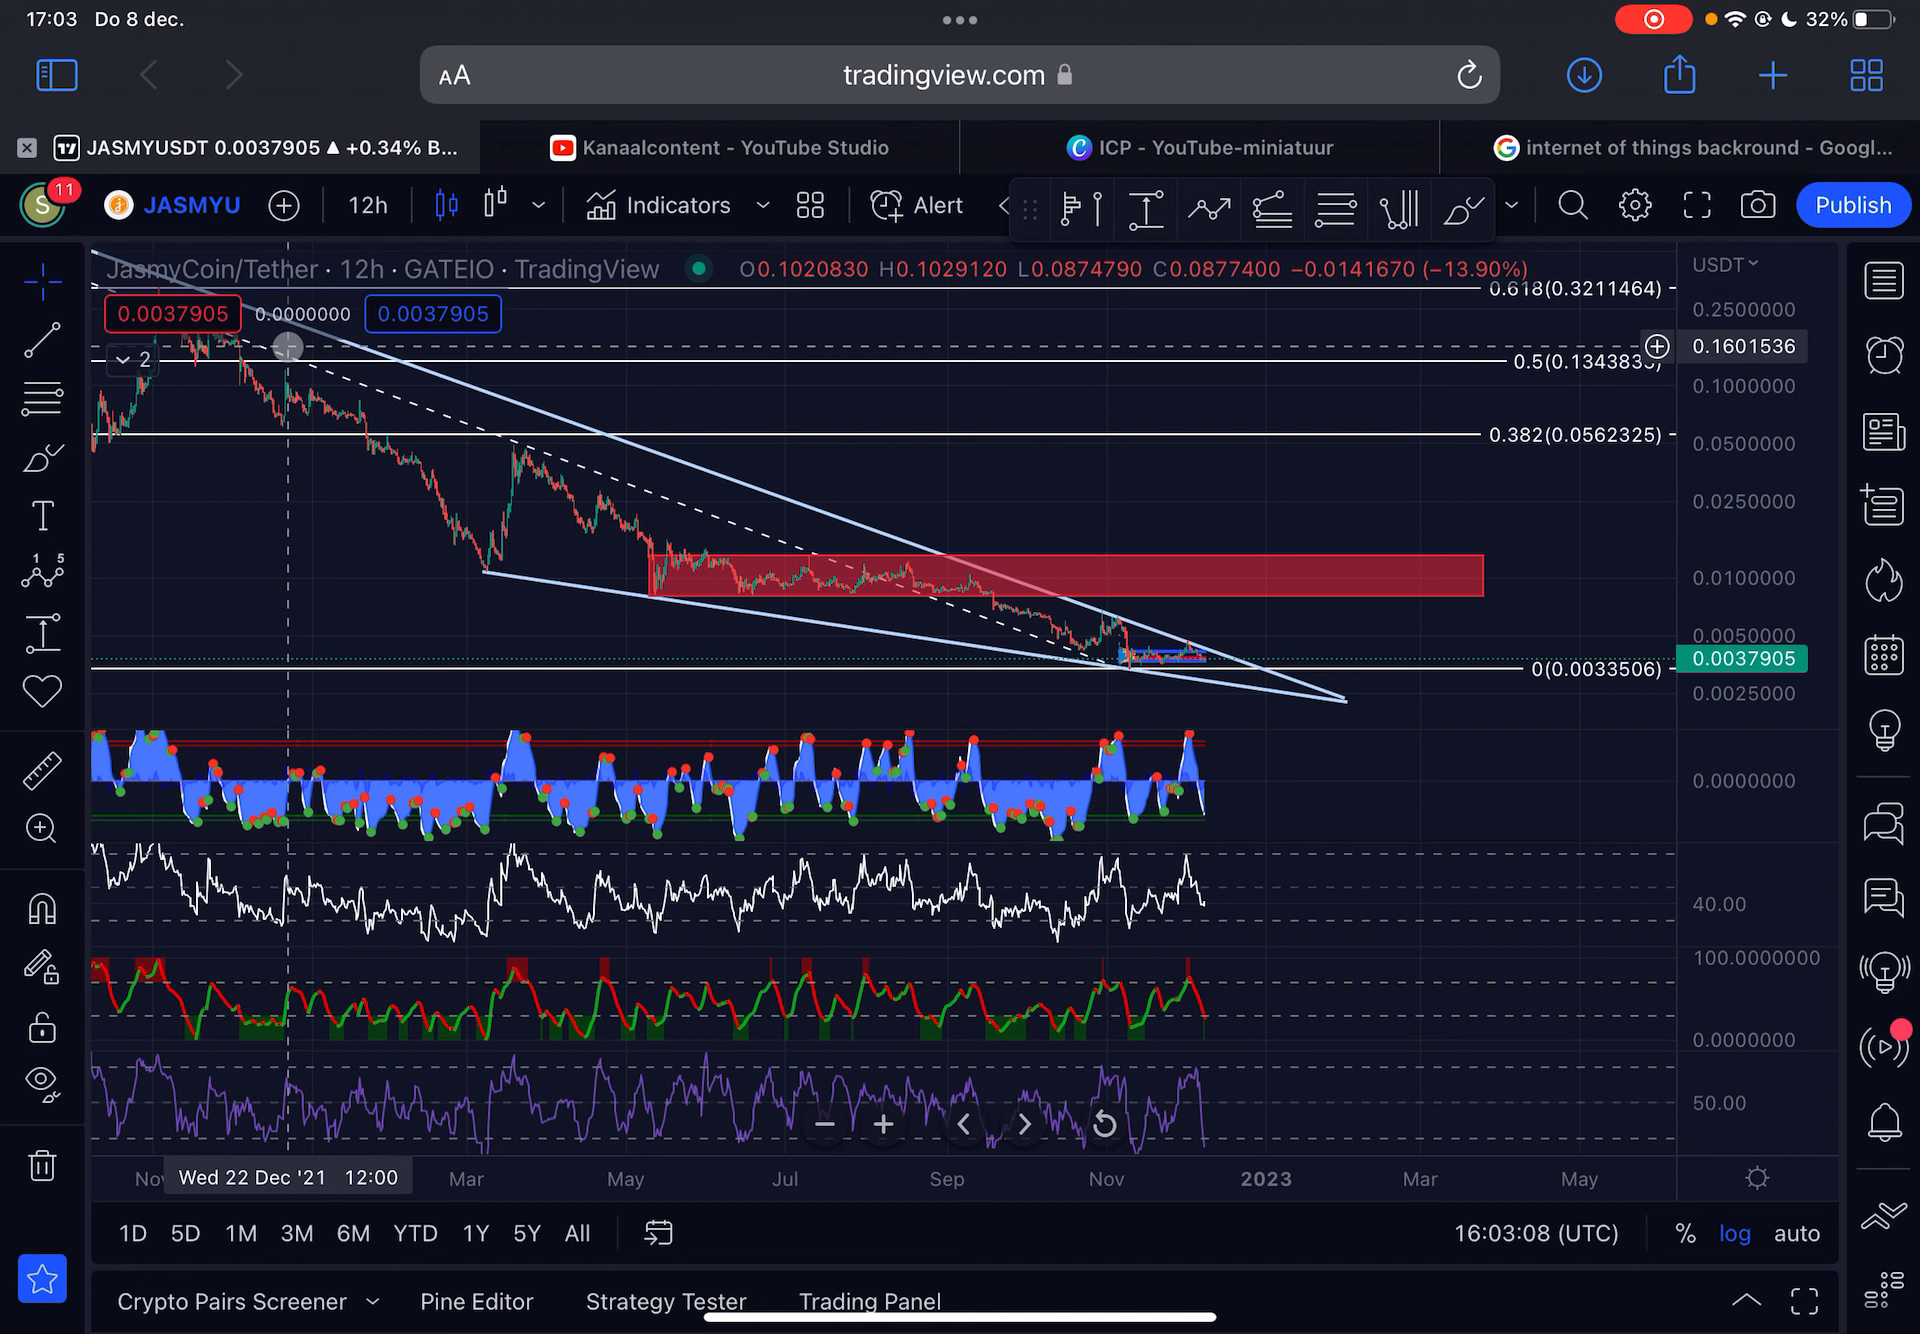 17:03 Do 8 dec.
32%
AA
tradingview.com
JASMYUSDT 0.0037905 ▲ +0.34% B...
Kanaalcontent - YouTube Studio
ICP - YouTube-miniatuur
internet of things backround - Googl...
S
11
JASMYU
12h
Indicators
Alert
Publish
JasmyCoin/Tether · 12h · GATEIO · TradingView
O0.1020830 H0.1029120 L0.0874790 C0.0877400 −0.0141670 (−13.90%)
USDT
0.618(0.3211464)
0.2500000
0.0037905
0.0000000
0.0037905
0.1601536
2
0.5(0.1343835)
0.1000000
0.382(0.0562325)
0.0500000
0.0250000
0.0100000
0.0050000
0.0037905
0(0.0033506)
0.0025000
0.0000000
40.00
100.0000000
0.0000000
50.00
Nov
Wed 22 Dec '21 12:00
Mar
May
Jul
Sep
Nov
2023
Mar
May
1D
5D
1M
3M
6M
YTD
1Y
5Y
All
16:03:08 (UTC)
%
log
auto
Crypto Pairs Screener
Pine Editor
Strategy Tester
Trading Panel